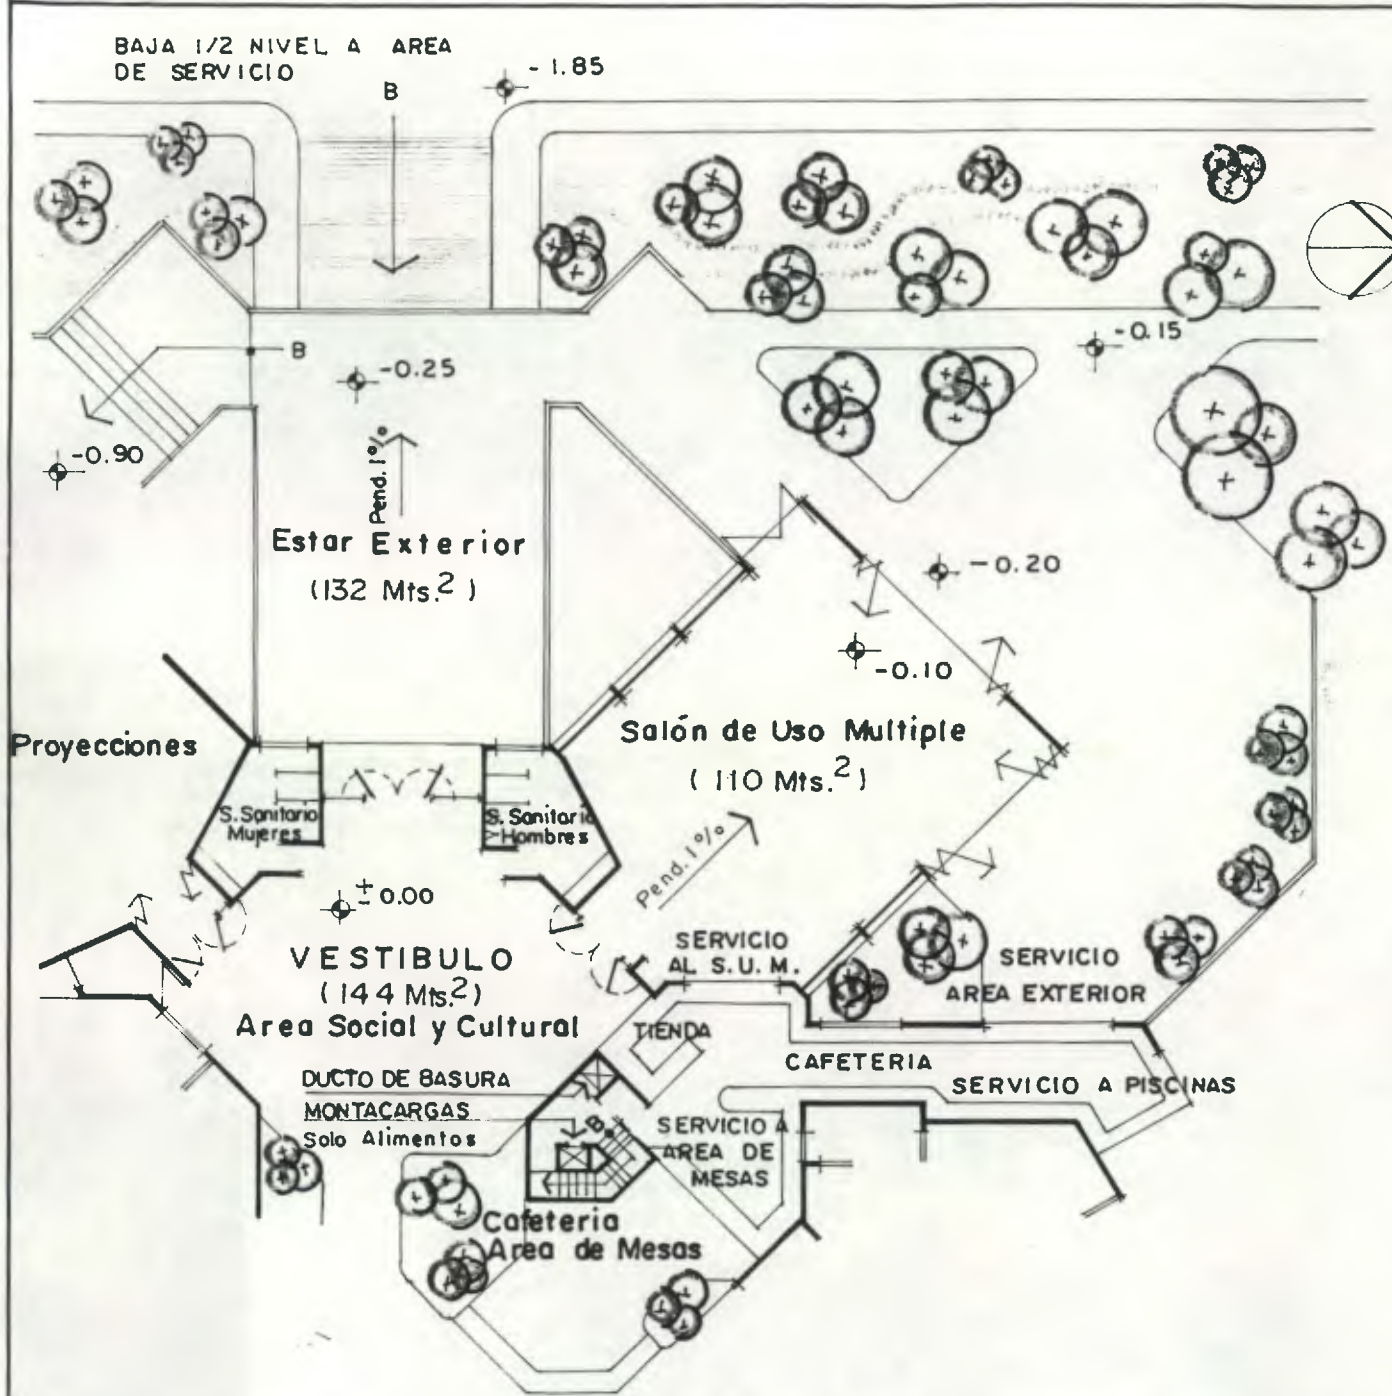 BAJA 1/2 NIVEL A AREA
DE SERVICIO
B
-1.85
-0.15
B
-0.25
-0.90
Pend. 1%
Estar Exterior
(132 Mts.2)
-0.20
-0.10
Proyecciones
Salón de Uso Multiple
(110 Mts.2)
S. Sanitario
Mujeres
S. Sanitario
Hombres
Pend. 1%
±0.00
VESTIBULO
(144 Mts.2)
Area Social y Cultural
SERVICIO
AL S.U.M.
SERVICIO
AREA EXTERIOR
TIENDA
CAFETERIA
SERVICIO A PISCINAS
DUCTO DE BASURA
MONTACARGAS
Solo Alimentos
B.
SERVICIO A
AREA DE
MESAS
Cafeteria
Area de Mesas